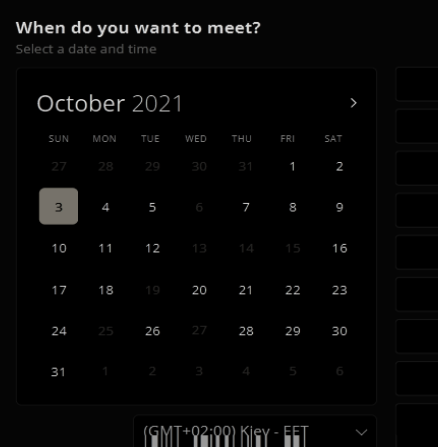 When do you want to meet?
Select a date and time
October 2021 >
SUN MON TUE WED THU FRI SAT
27 28 29 30 31 1 2
3 4 5 6 7 8 9
10 11 12 13 14 15 16
17 18 19 20 21 22 23
24 25 26 27 28 29 30
31 1 2 3 4 5 6
(GMT+02:00) Kiev - EET